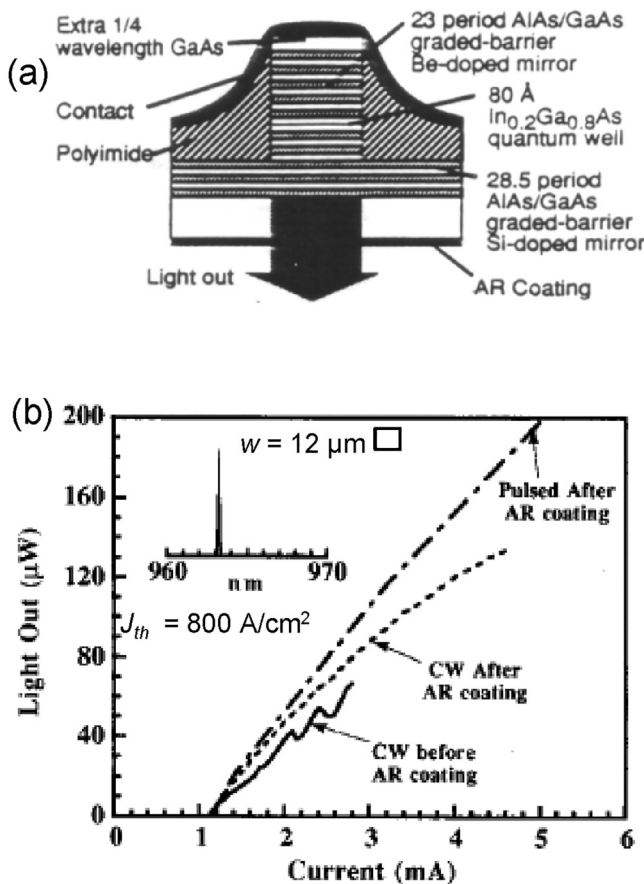 (a)
Extra 1/4
wavelength GaAs
Contact
Polyimide
Light out
23 period AlAs/GaAs
graded-barrier
Be-doped mirror
80 Å
In0.2Ga0.8As
quantum well
28.5 period
AlAs/GaAs
graded-barrier
Si-doped mirror
AR Coating
(b)
Light Out (µW)
200
160
120
80
40
0
w = 12 µm
960
nm
970
Jth = 800 A/cm²
Pulsed After
AR coating
CW After
AR coating
CW before
AR coating
0
1
2
3
4
5
6
Current (mA)